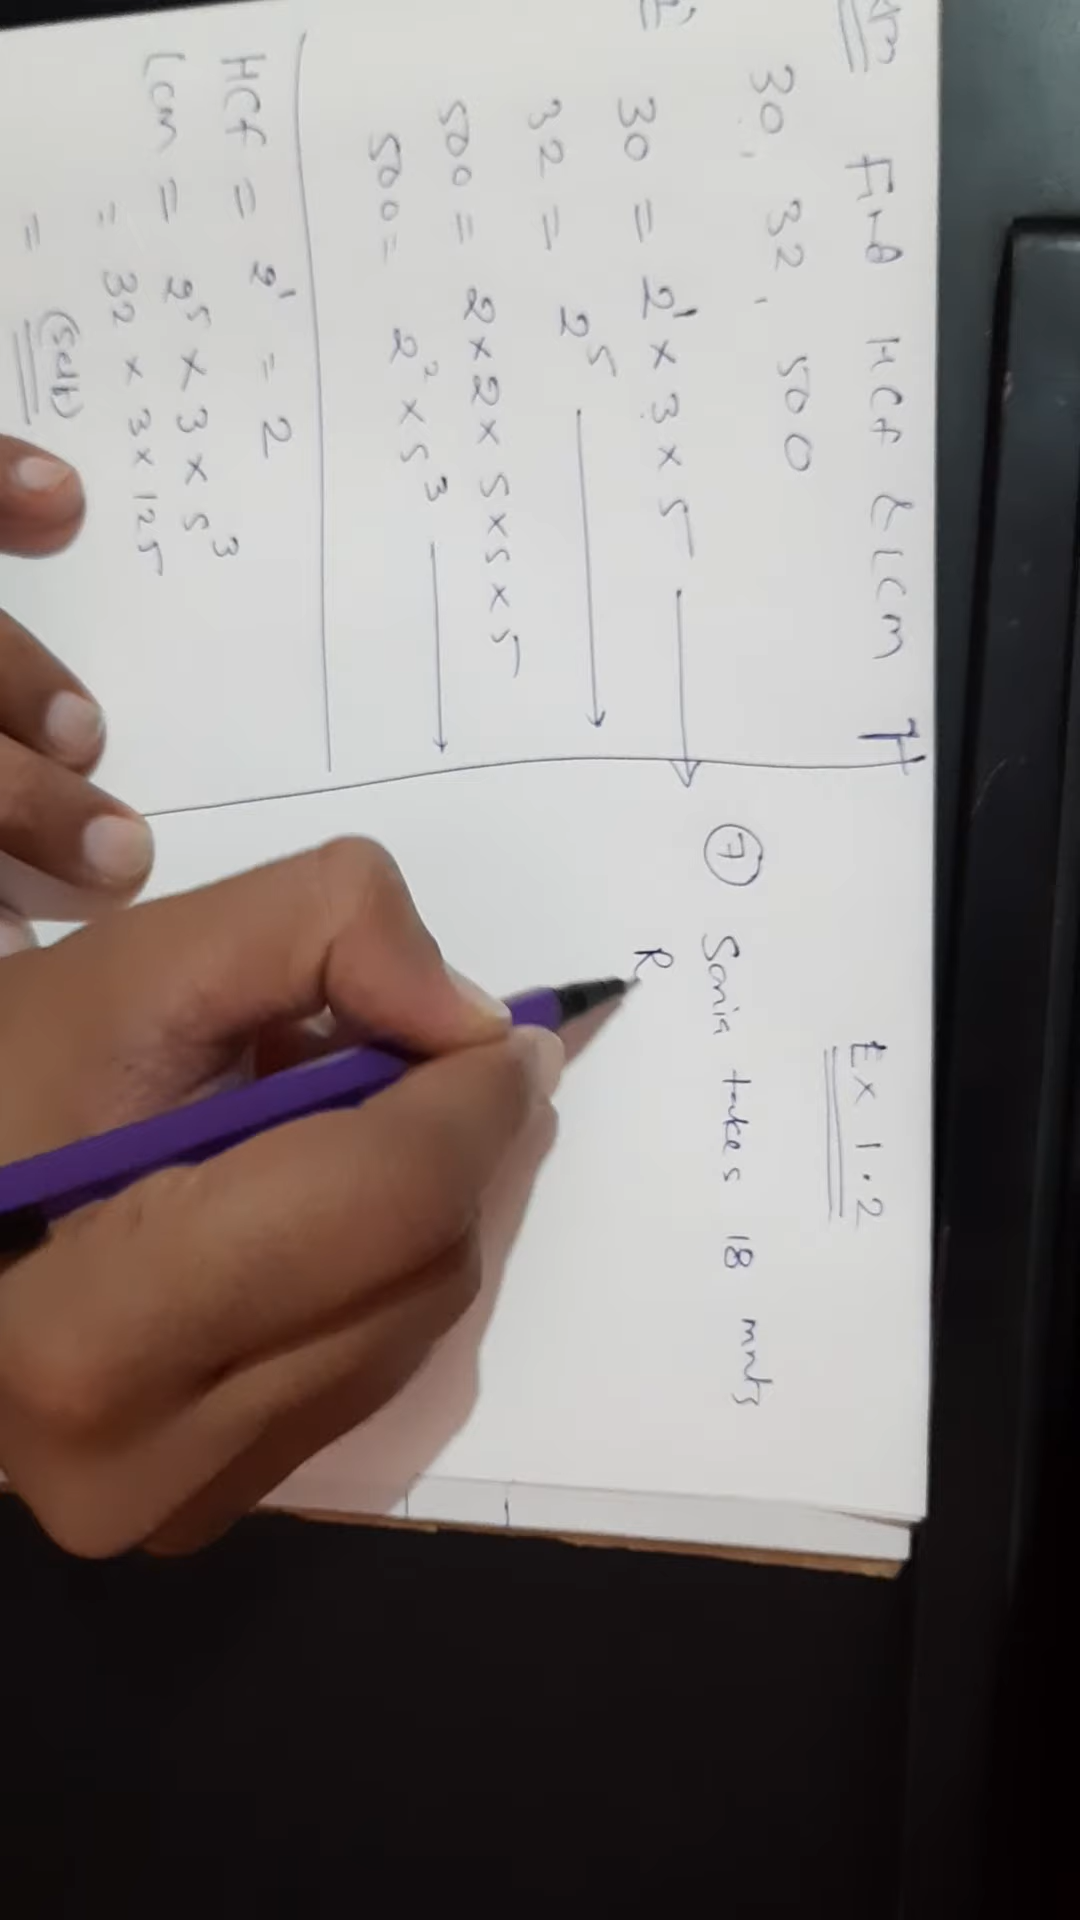 Find HCF & LCM
30, 32, 500
30 = 2¹ × 3 × 5
32 = 2⁵
500 = 2 × 2 × 5 × 5 × 5
500 = 2² × 5³
HCF = 2¹ = 2
LCM = 2⁵ × 3 × 5³
= 32 × 3 × 125
= (Self)
Ex 1.2
⑦ Sonia takes 18 mnts
R